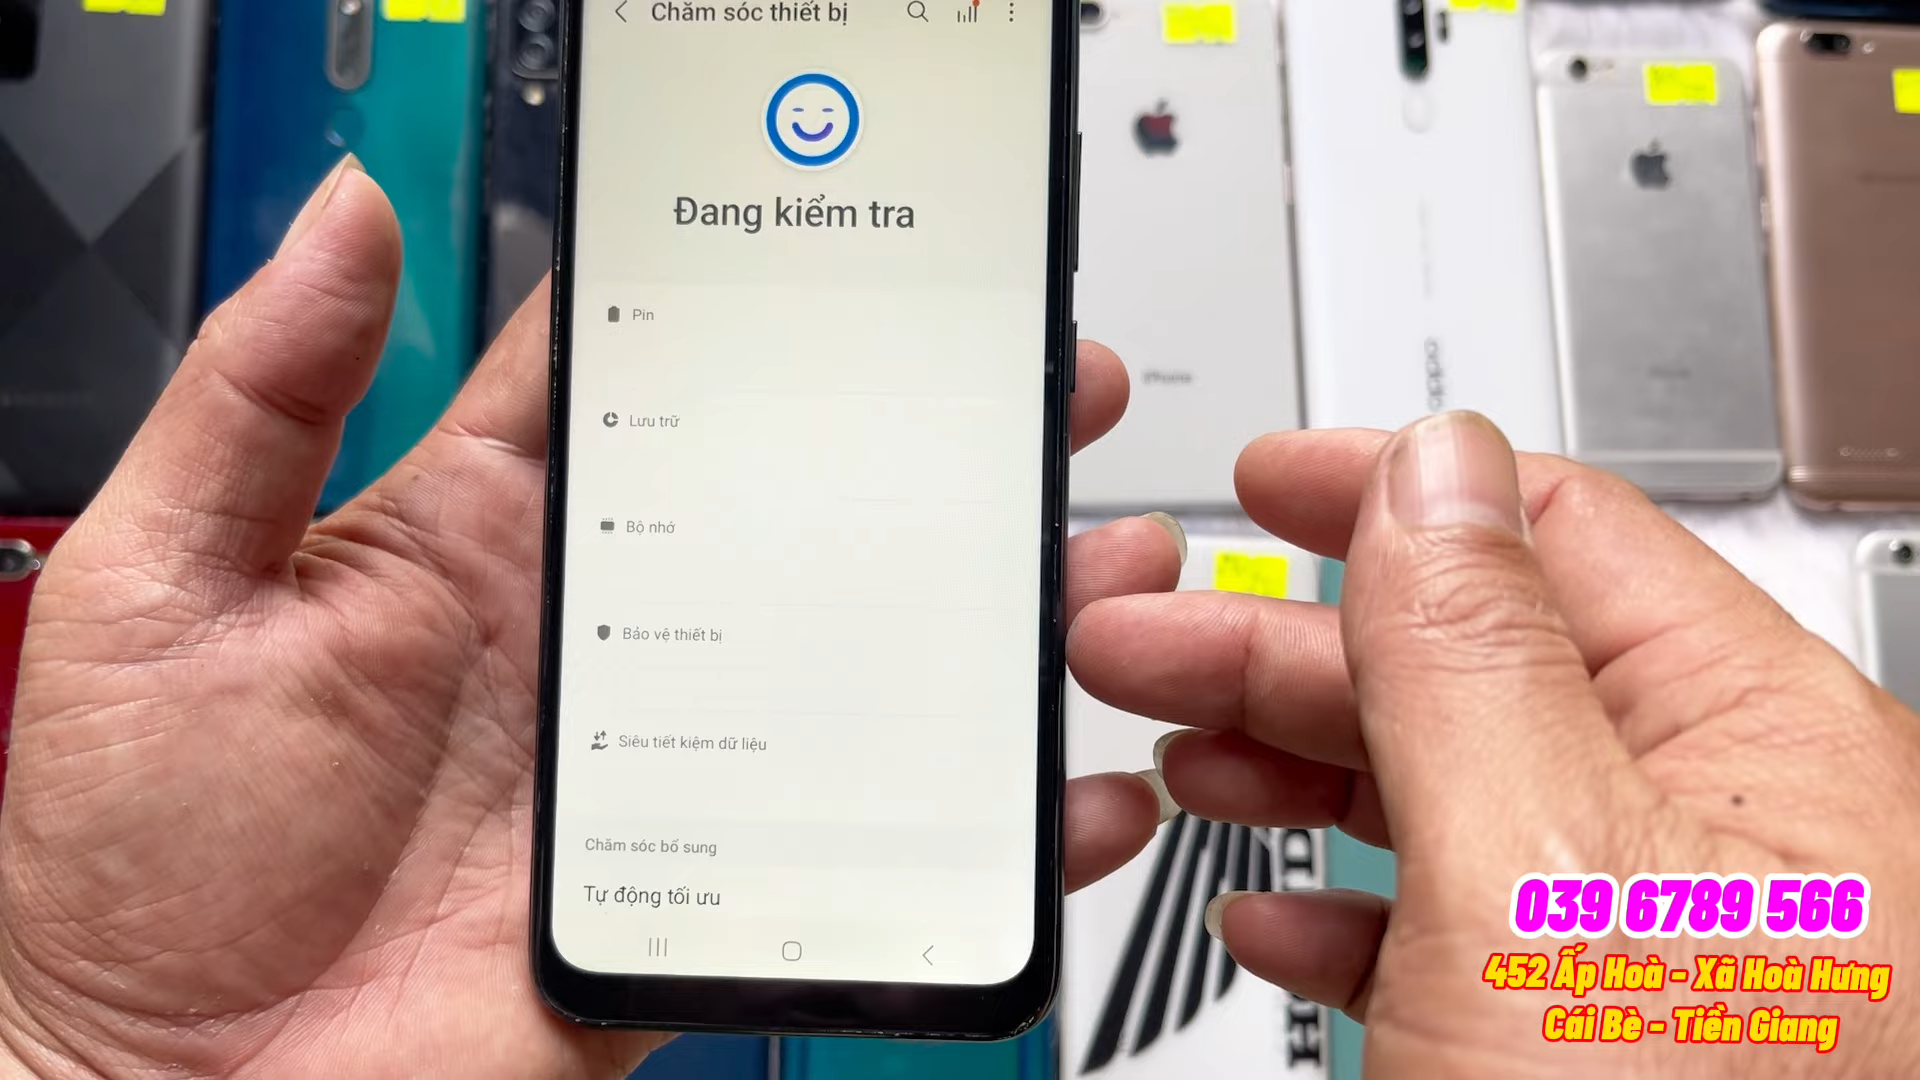 Chăm sóc thiết bị
Đang kiểm tra
Pin
Lưu trữ
Bộ nhớ
Bảo vệ thiết bị
Siêu tiết kiệm dữ liệu
Chăm sóc bổ sung
Tự động tối ưu
iPhone
oppo
039 6789 566
452 Ấp Hoà - Xã Hoà Hưng
Cái Bè - Tiền Giang